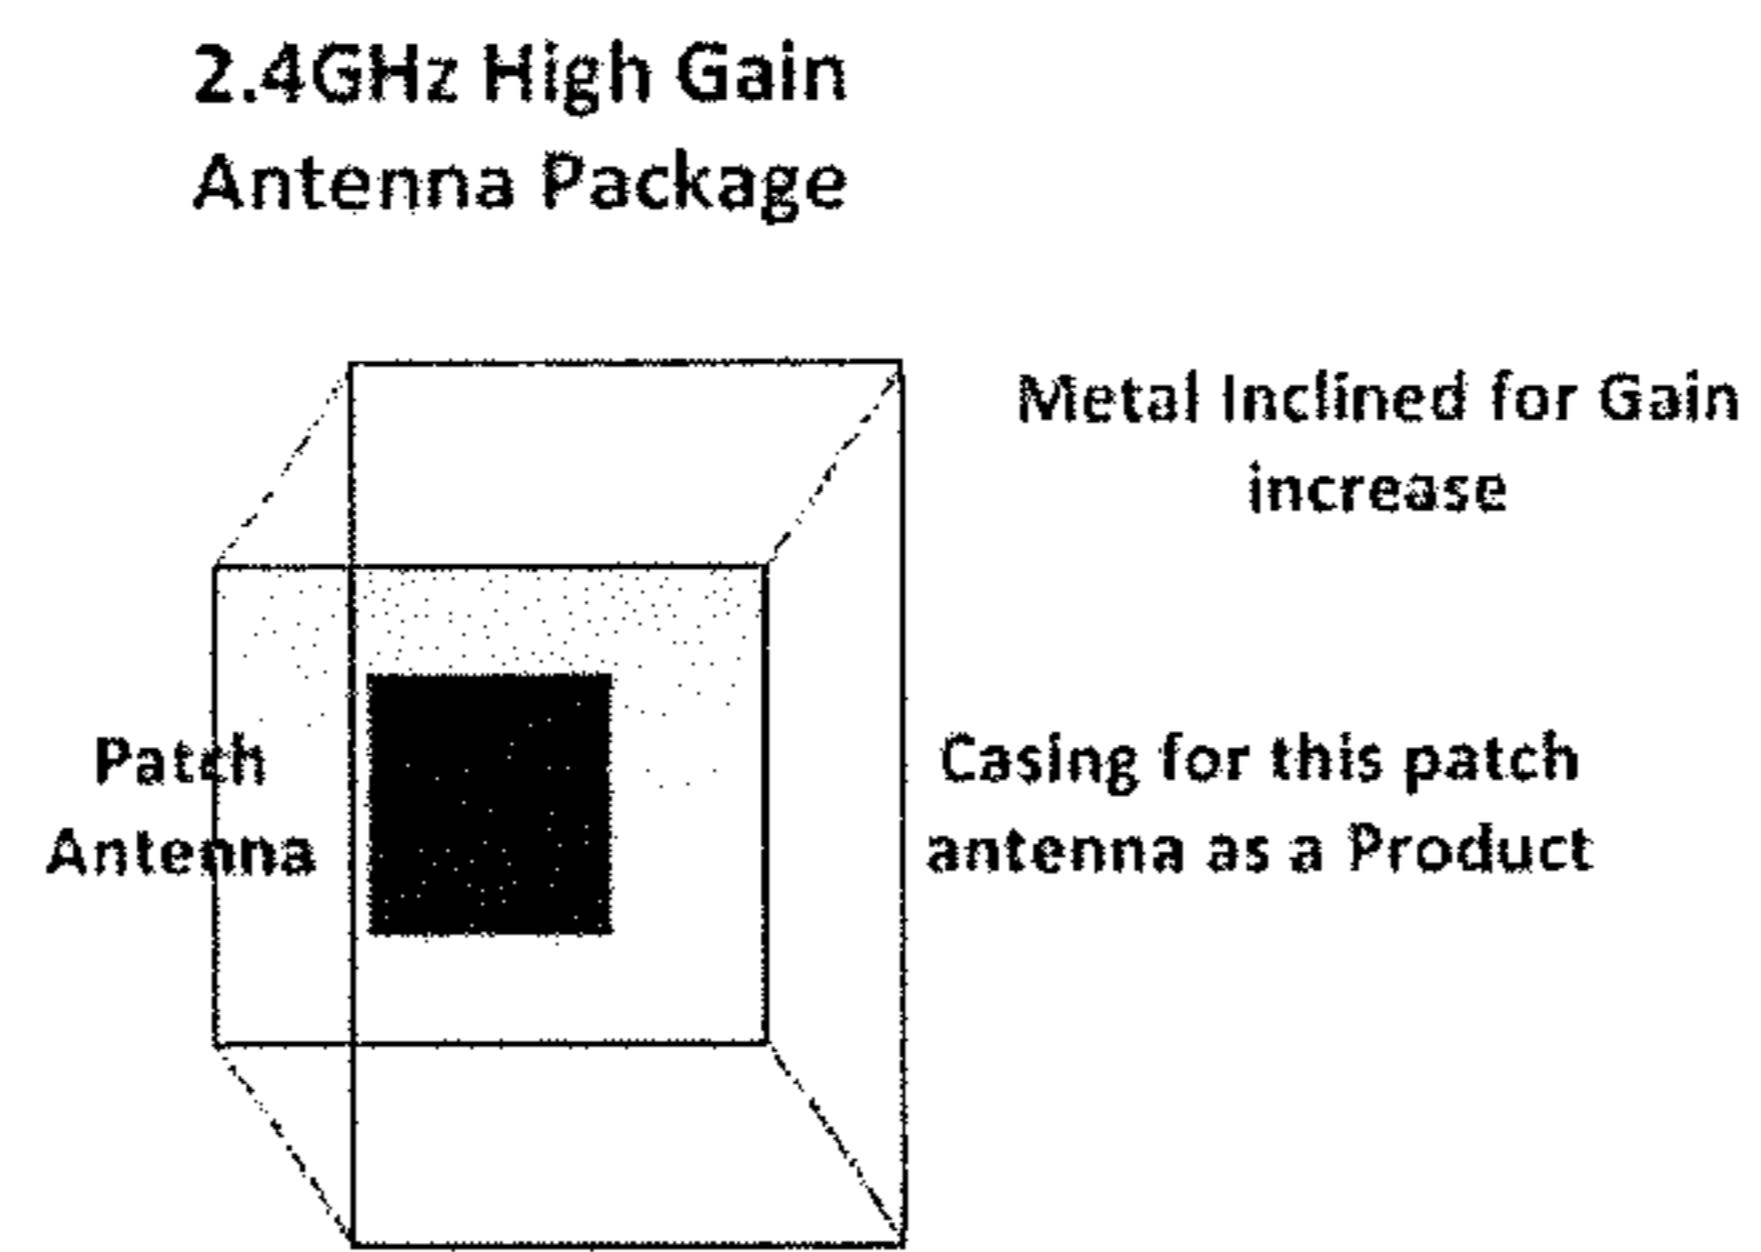 2.4GHz High Gain
Antenna Package
Metal Inclined for Gain
increase
Patch
Antenna
Casing for this patch
antenna as a Product